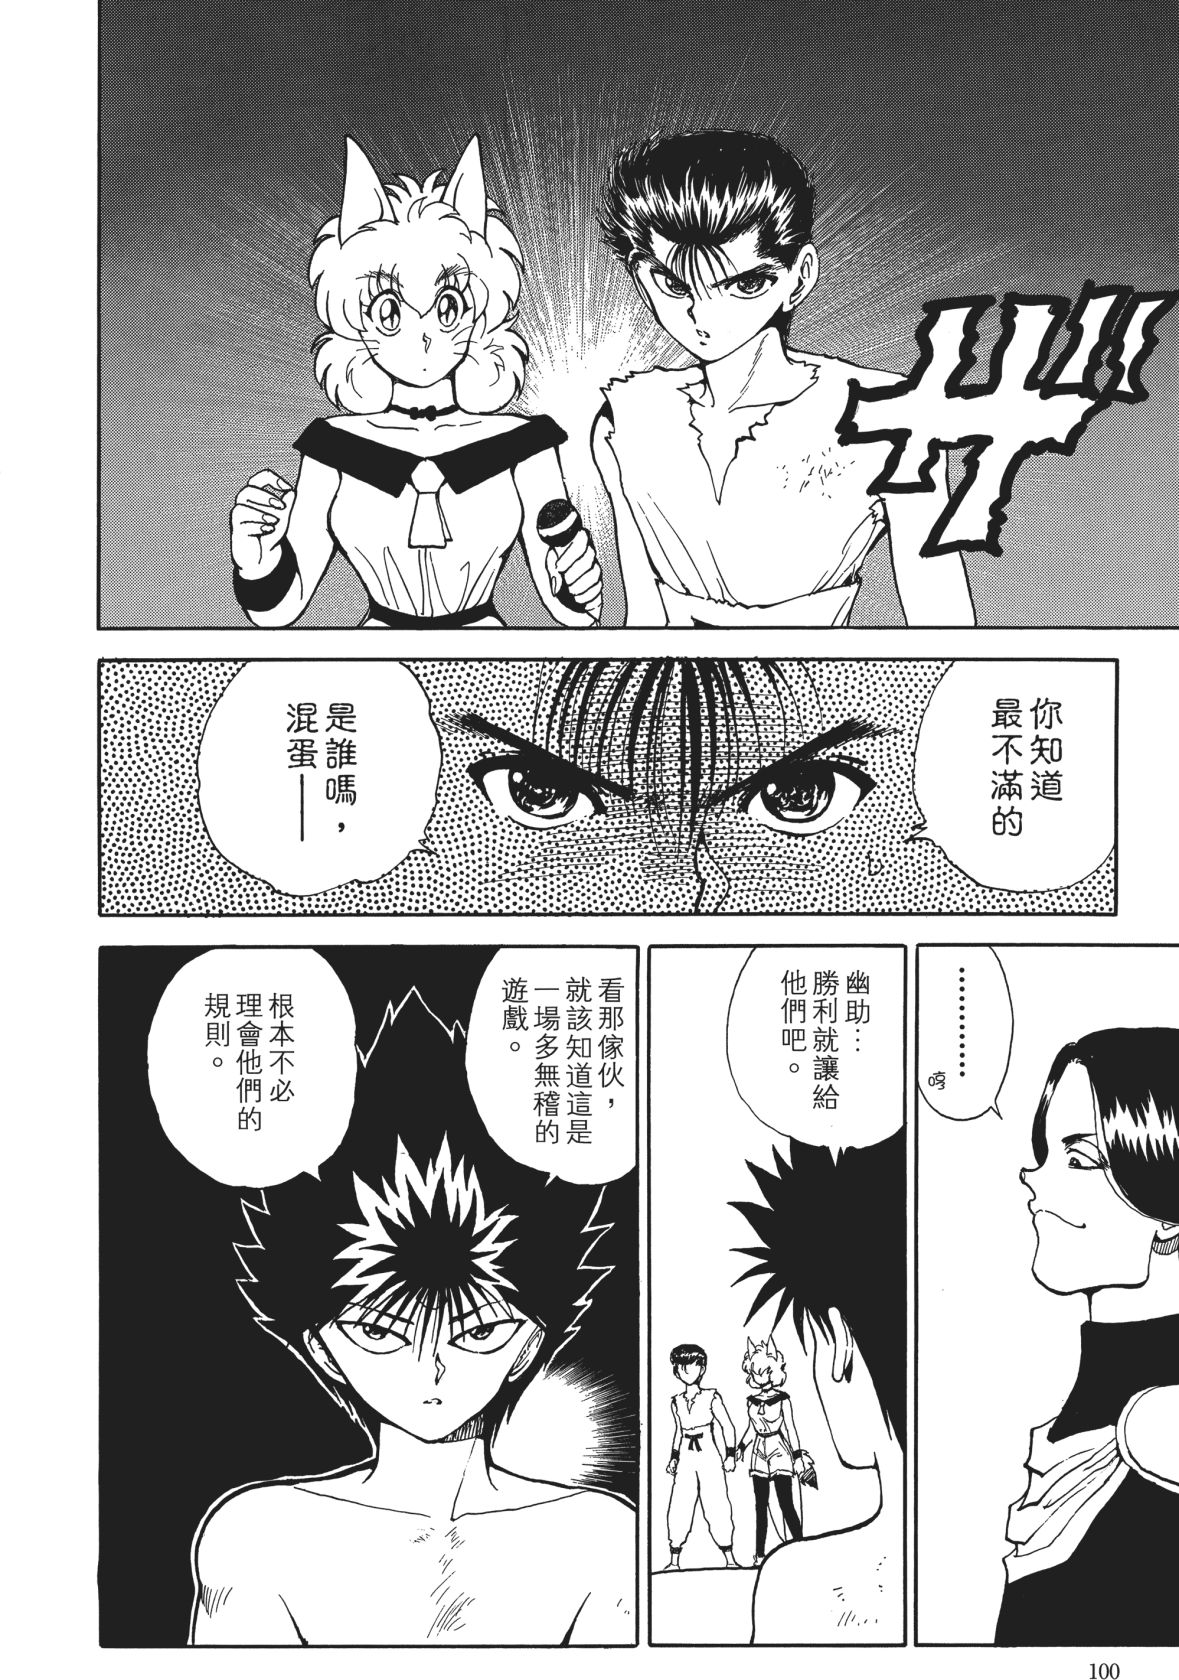 ザ
你知道
最不滿的
是誰嗎，
混蛋——
………
哼
幽助…
勝利就讓給
他們吧。
看那傢伙，
就該知道這是
一場多無稽的
遊戲。
根本不必
理會他們的
規則。
100